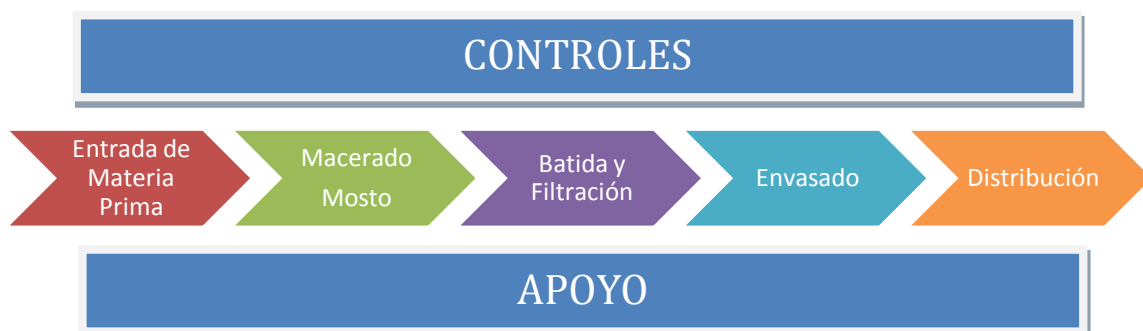 CONTROLES
Entrada de
Materia
Prima
Macerado
Mosto
Batida y
Filtración
Envasado
Distribución
APOYO